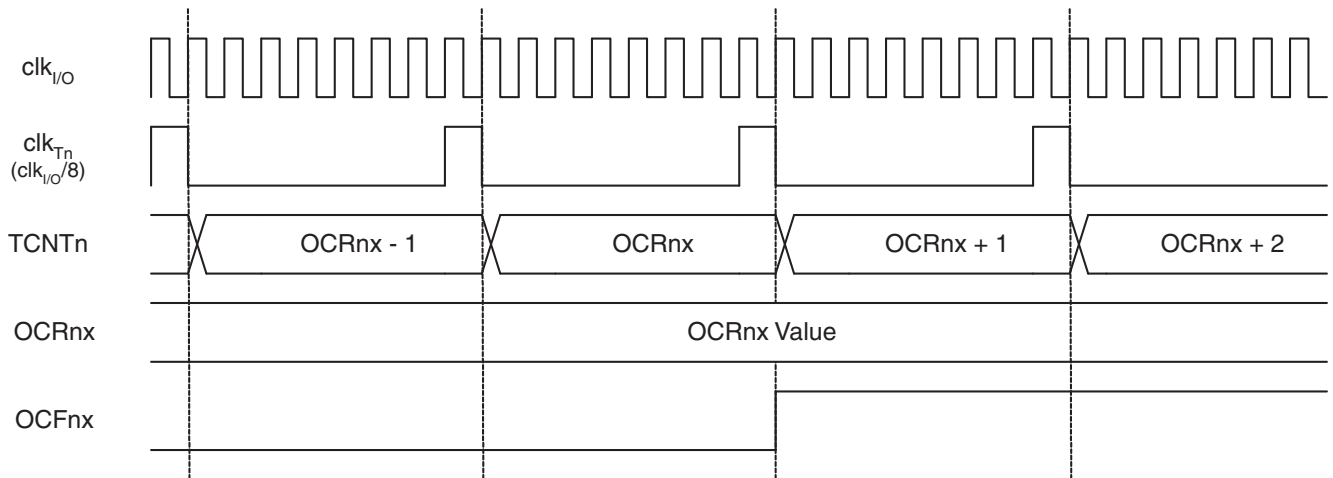 clkI/O
clkTn
(clkI/O/8)
TCNTn
OCRnx - 1
OCRnx
OCRnx + 1
OCRnx + 2
OCRnx
OCRnx Value
OCFnx